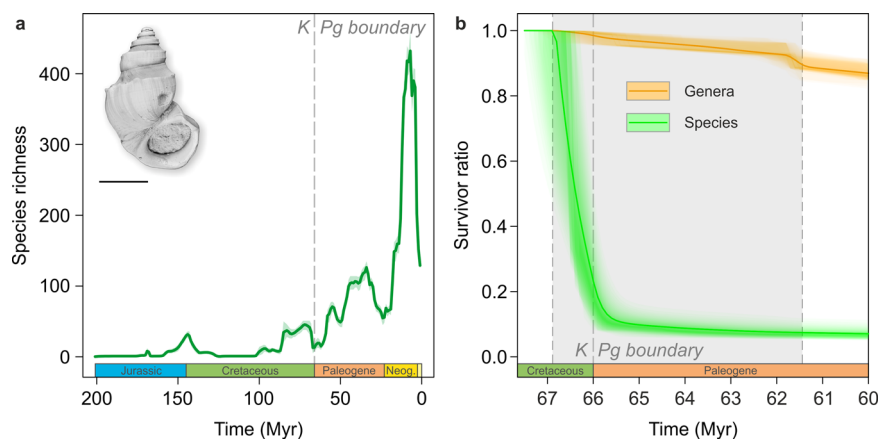 a
K Pg boundary
Species richness
400
300
200
100
0
Jurassic Cretaceous Paleogene Neog.
200 150 100 50 0
Time (Myr)
b
Survivor ratio
1.0
0.8
0.6
0.4
0.2
0.0
Genera
Species
K Pg boundary
Cretaceous Paleogene
67 66 65 64 63 62 61 60
Time (Myr)